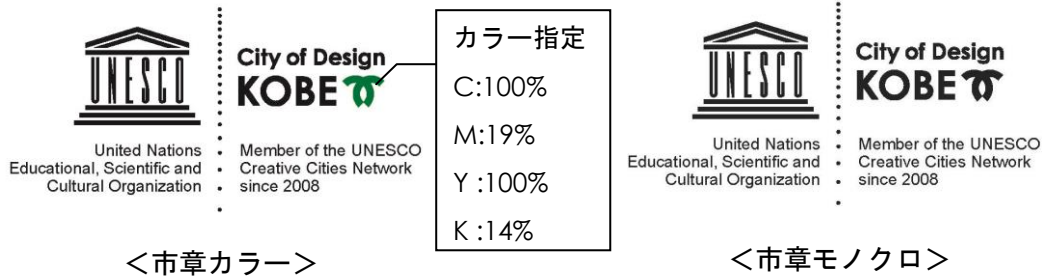 UNESCO
United Nations
Educational, Scientific and
Cultural Organization
City of Design
KOBE
Member of the UNESCO
Creative Cities Network
since 2008
カラー指定
C:100%
M:19%
Y :100%
K :14%
<市章カラー>
UNESCO
United Nations
Educational, Scientific and
Cultural Organization
City of Design
KOBE
Member of the UNESCO
Creative Cities Network
since 2008
<市章モノクロ>